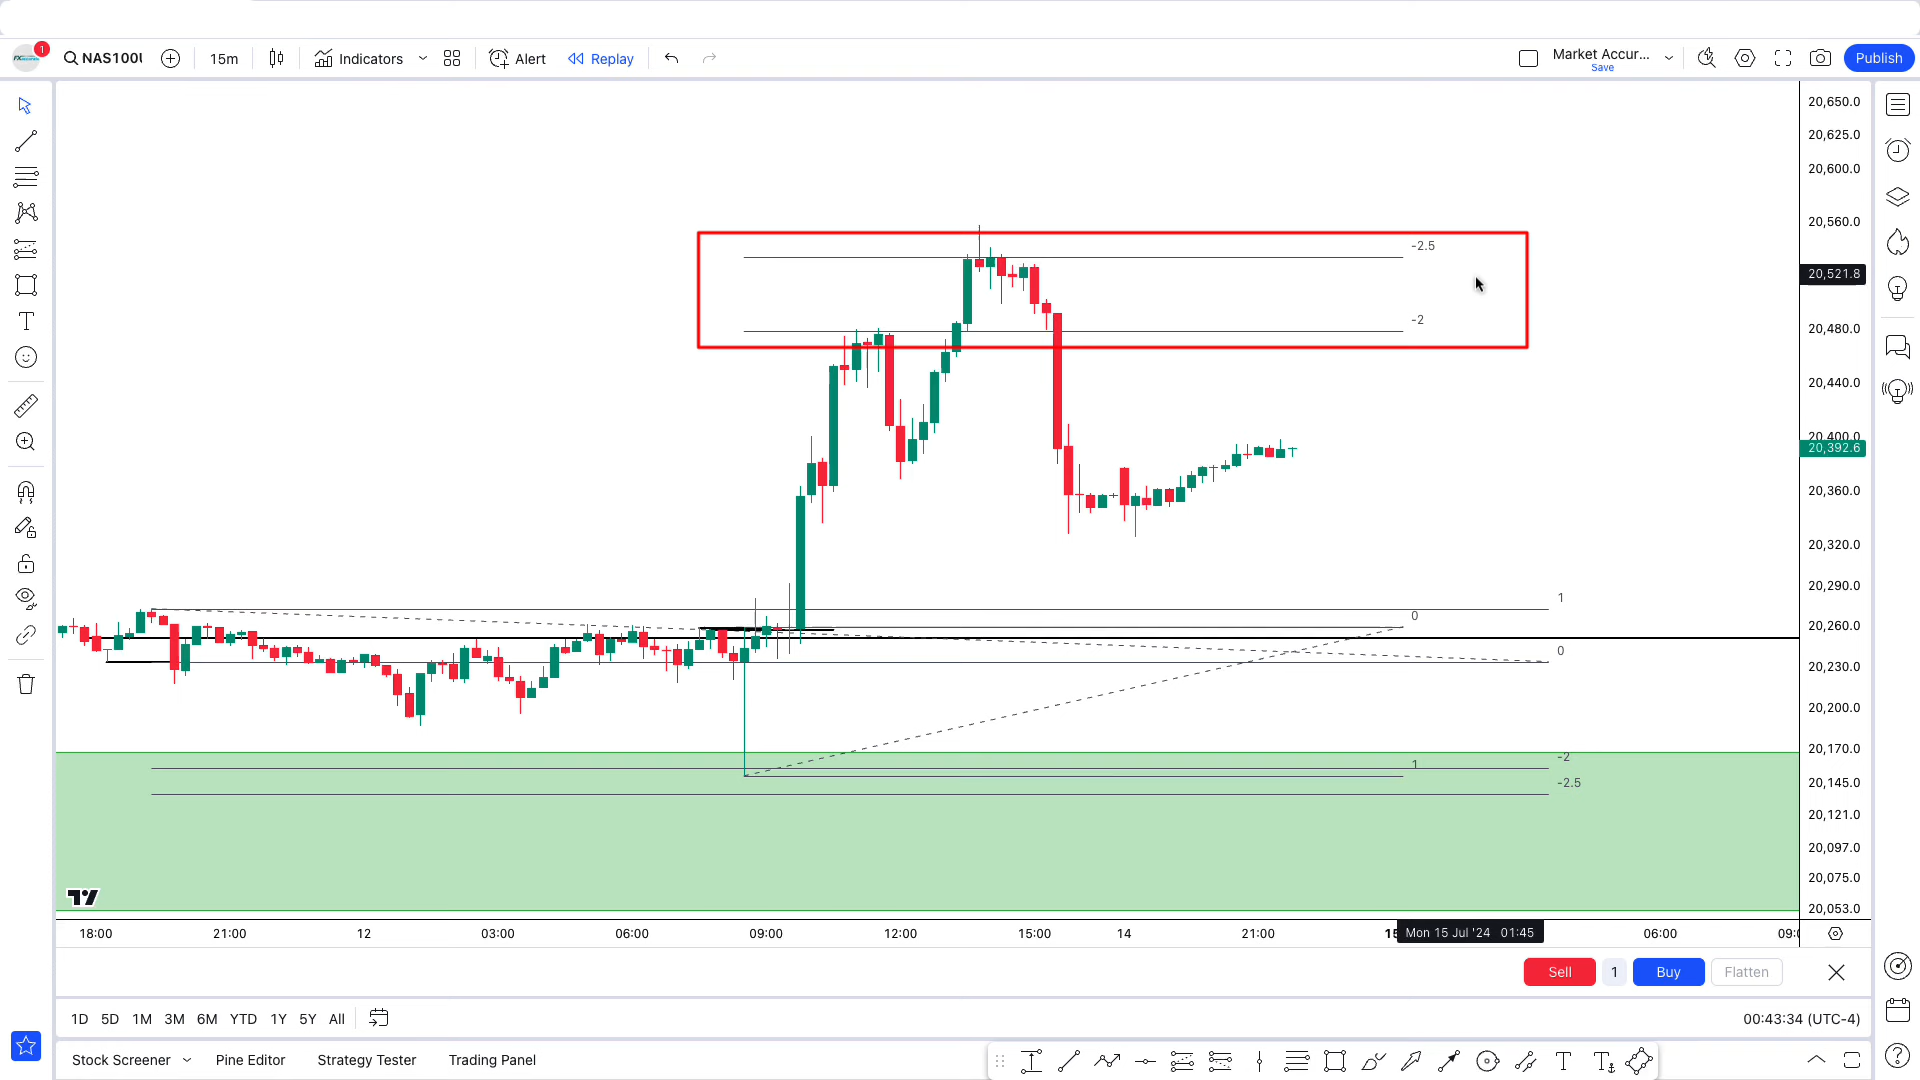 1
NAS100U
15m
Indicators
Alert
Replay
Market Accur...
Save
Publish
20,650.0
20,625.0
20,600.0
20,560.0
-2.5
20,521.8
-2
20,480.0
20,440.0
20,400.0
20,392.6
20,360.0
20,320.0
20,290.0
1
0
20,260.0
0
20,230.0
20,200.0
20,170.0
-2
1
-2.5
20,145.0
20,121.0
20,097.0
20,075.0
20,053.0
18:00 21:00 12 03:00 06:00 09:00 12:00 15:00 14 21:00 Mon 15 Jul '24 01:45 06:00
Sell 1 Buy Flatten
1D 5D 1M 3M 6M YTD 1Y 5Y All
00:43:34 (UTC-4)
Stock Screener Pine Editor Strategy Tester Trading Panel